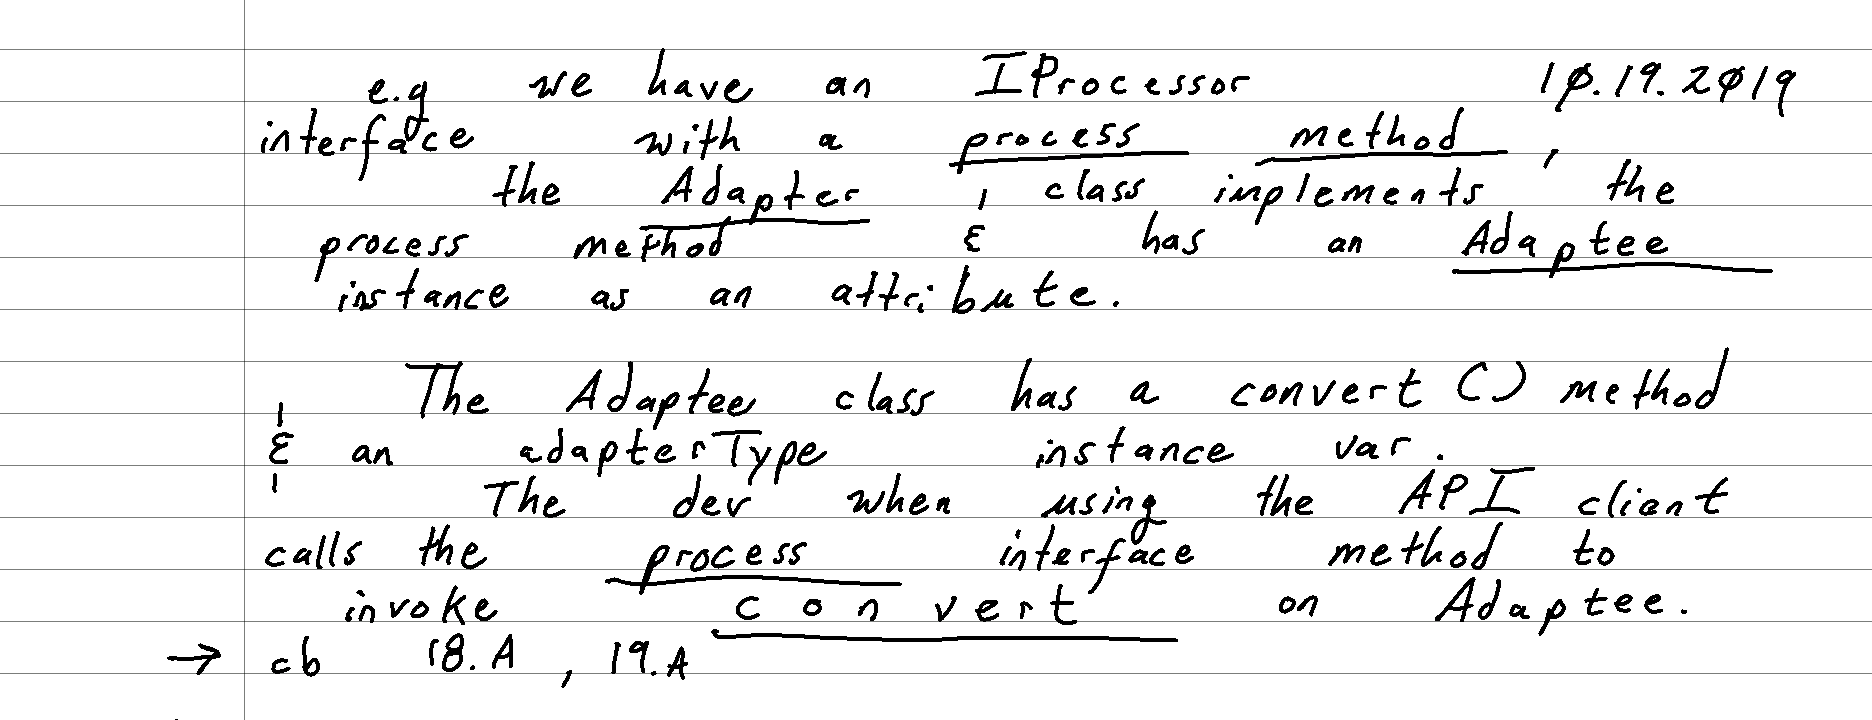 e.g we have an IProcessor 10.19.2019
interface with a process method,
the Adapter class implements the
process method & has an Adaptee
instance as an attribute.
The Adaptee class has a convert () method
& an adapterType instance var.
The dev when using the API client
calls the process interface method to
invoke convert on Adaptee.
→ cb 18.A, 19.A